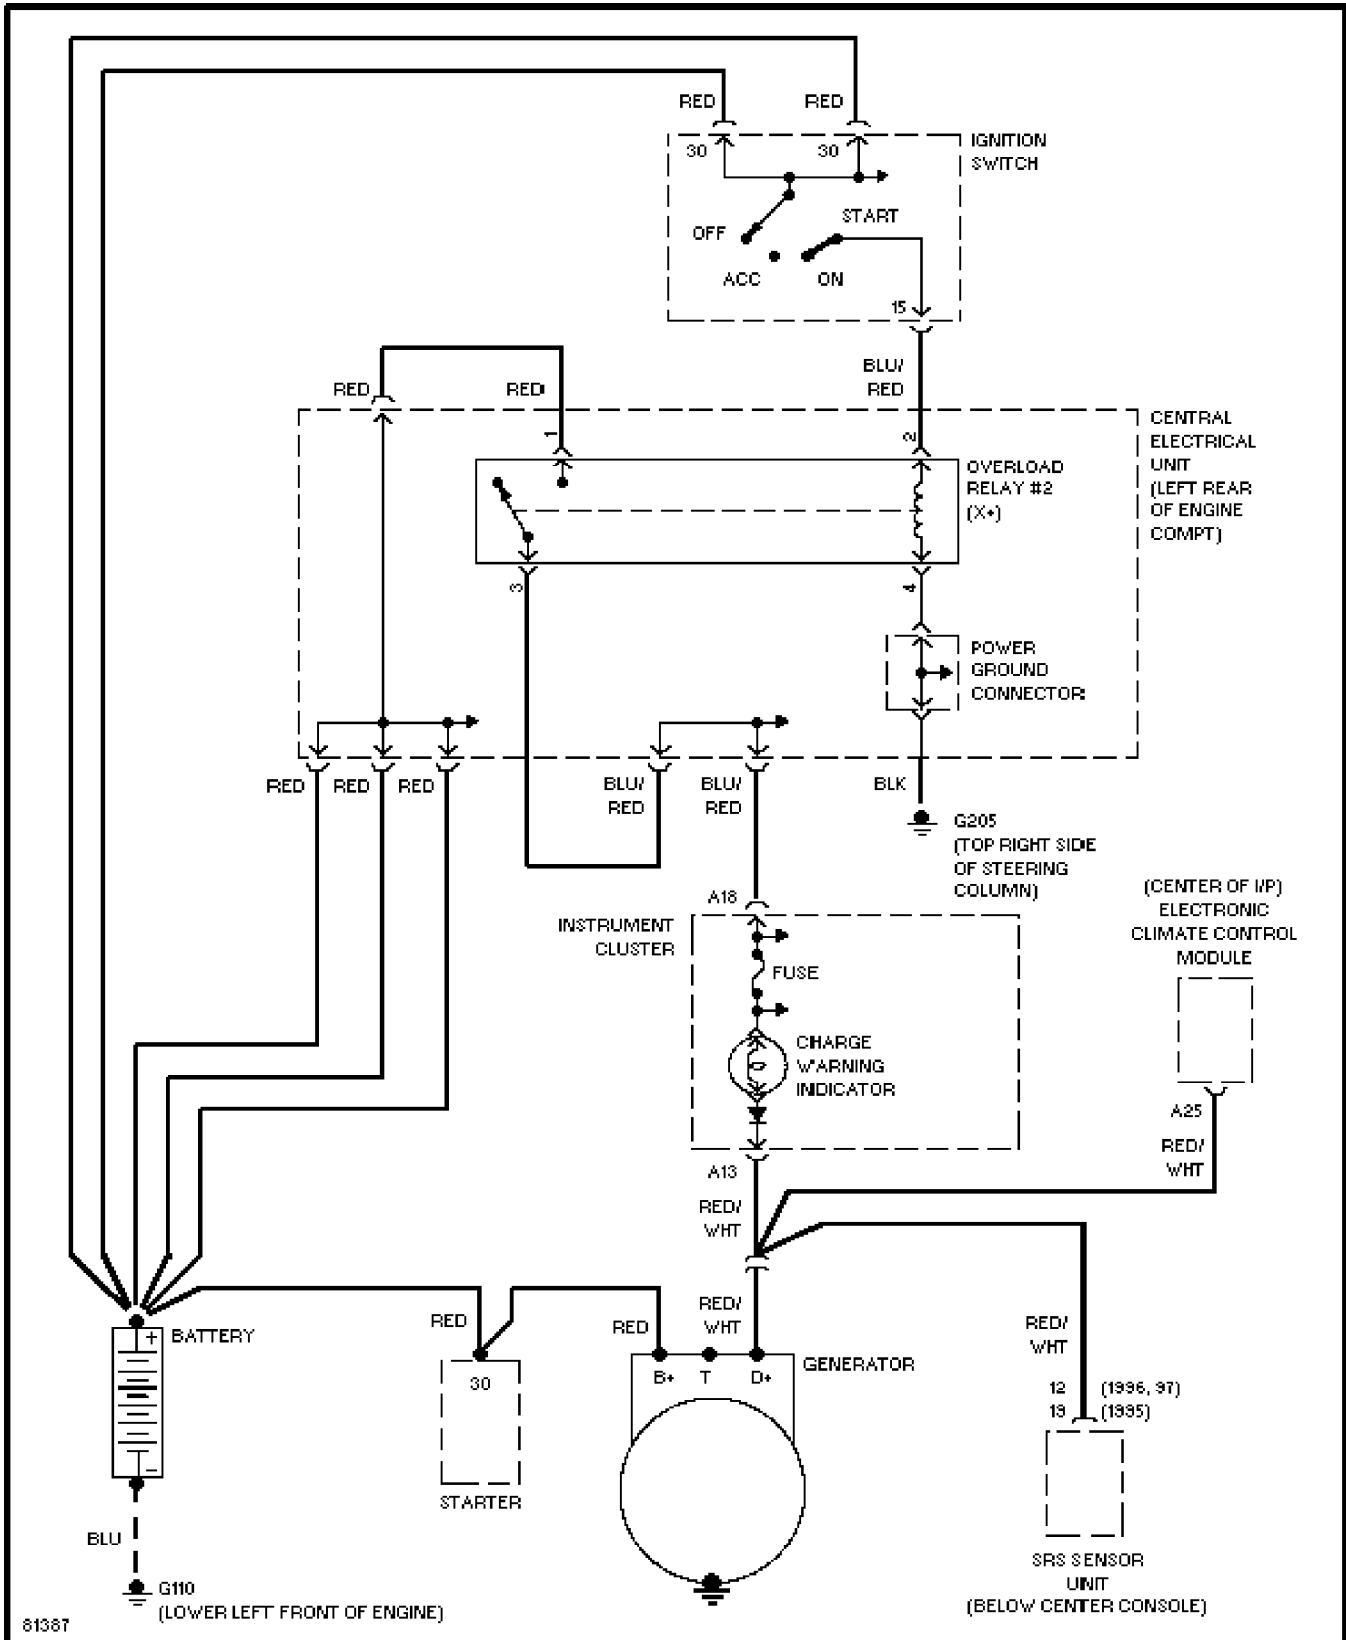 RED
RED
30
30
IGNITION
SWITCH
START
OFF
ACC
ON
15
BLU/
RED
RED
RED
CENTRAL
ELECTRICAL
UNIT
(LEFT REAR
OF ENGINE
COMPT)
1
2
OVERLOAD
RELAY #2
(X+)
3
4
POWER
GROUND
CONNECTOR
RED
RED
RED
BLU/
RED
BLU/
RED
BLK
G205
(TOP RIGHT SIDE
OF STEERING
COLUMN)
A18
INSTRUMENT
CLUSTER
(CENTER OF I/P)
ELECTRONIC
CLIMATE CONTROL
MODULE
FUSE
CHARGE
WARNING
INDICATOR
A25
RED/
WHT
A13
RED/
WHT
RED
RED
RED/
WHT
RED/
WHT
+
BATTERY
30
B+
T
D+
GENERATOR
12 (1996, 97)
19 (1995)
-
STARTER
BLU
SRS SENSOR
UNIT
(BELOW CENTER CONSOLE)
G110
(LOWER LEFT FRONT OF ENGINE)
81387